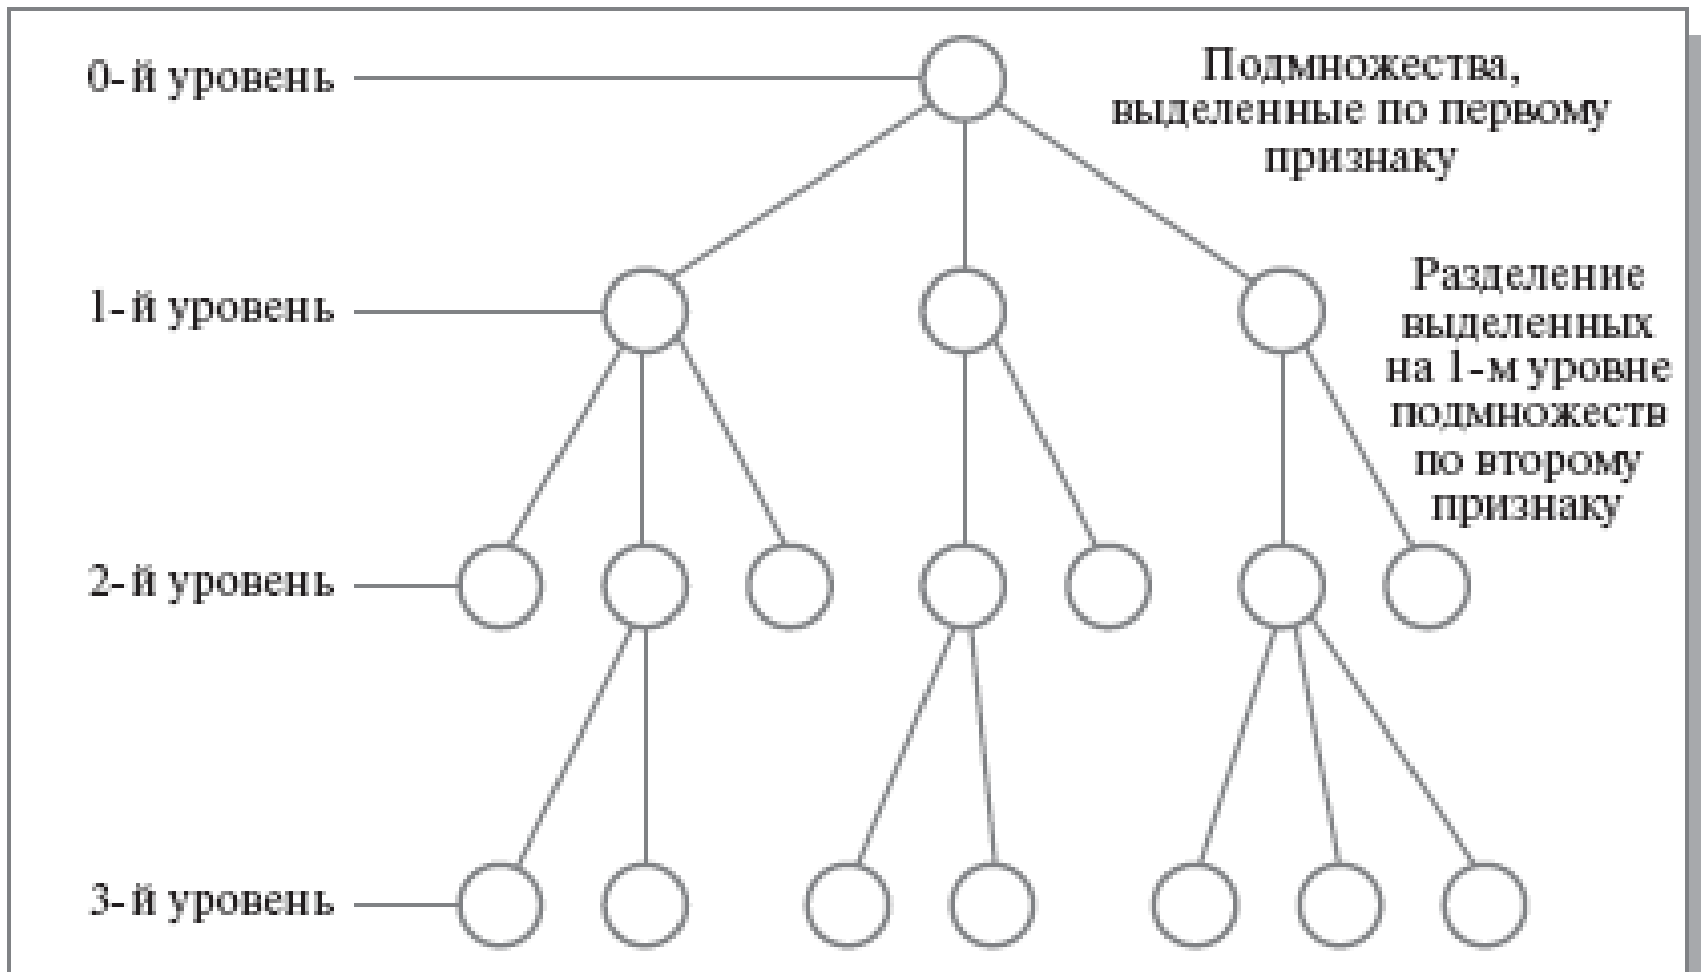 0-й уровень
Подмножества,
выделенные по первому
признаку
1-й уровень
Разделение
выделенных
на 1-м уровне
подмножеств
по второму
признаку
2-й уровень
3-й уровень